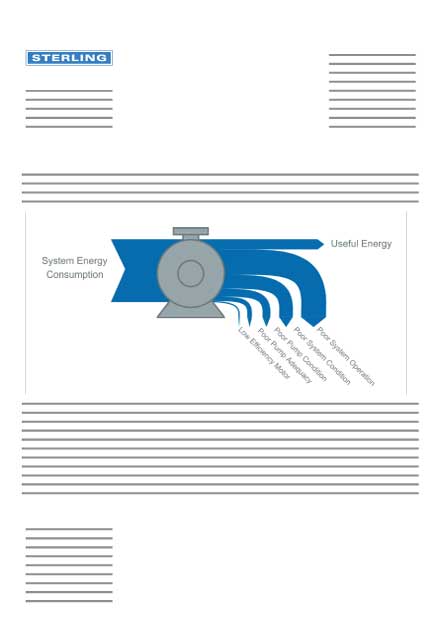 STERLING
System Energy
Consumption
Useful Energy
Low Efficiency Motor
Poor Pump Adequacy
Poor Pump Condition
Poor System Condition
Poor System Operation